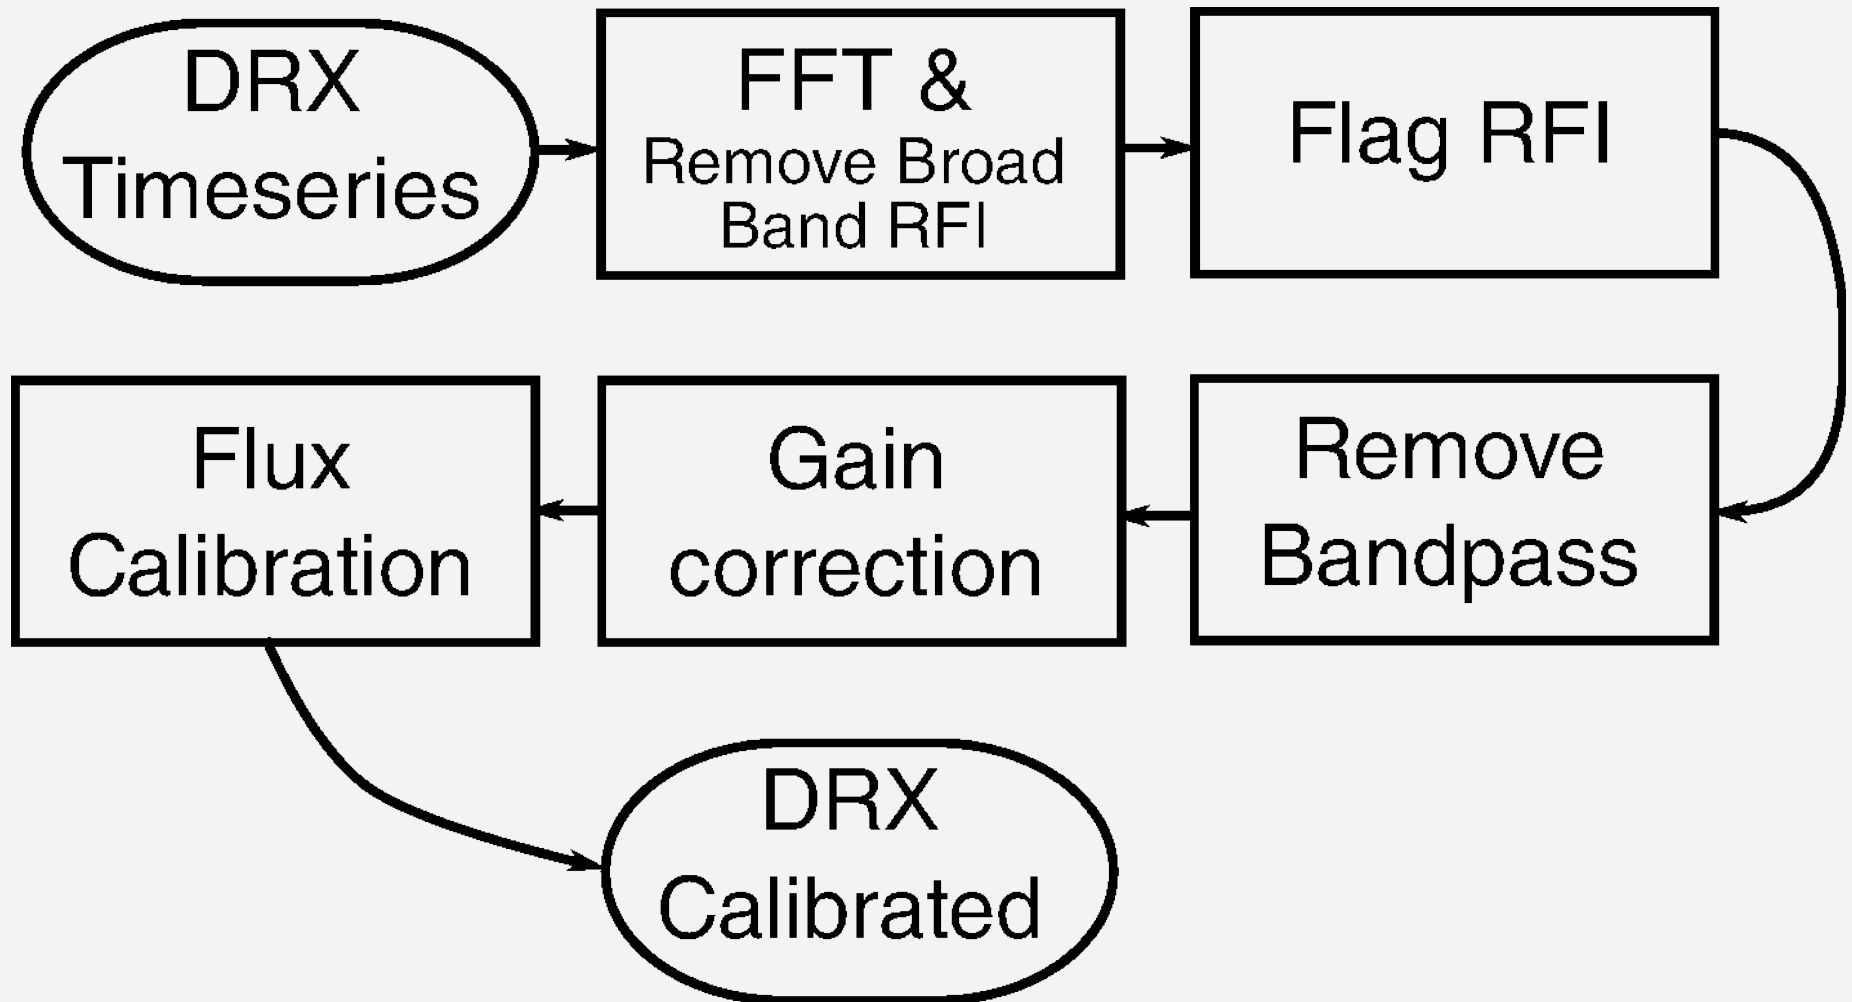 DRX
Timeseries
FFT &
Remove Broad
Band RFI
Flag RFI
Remove
Bandpass
Gain
correction
Flux
Calibration
DRX
Calibrated